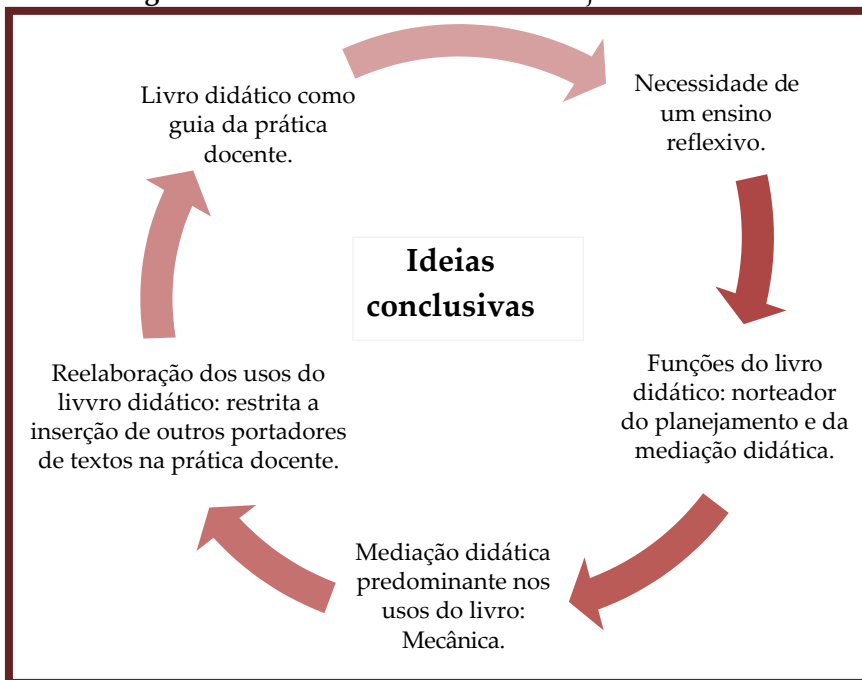 Livro didático como
guia da prática
docente.
Necessidade de
um ensino
reflexivo.
Ideias
conclusivas
Funções do livro
didático: norteador
do planejamento e da
mediação didática.
Reelaboração dos usos do
livvro didático: restrita a
inserção de outros portadores
de textos na prática docente.
Mediação didática
predominante nos
usos do livro:
Mecânica.